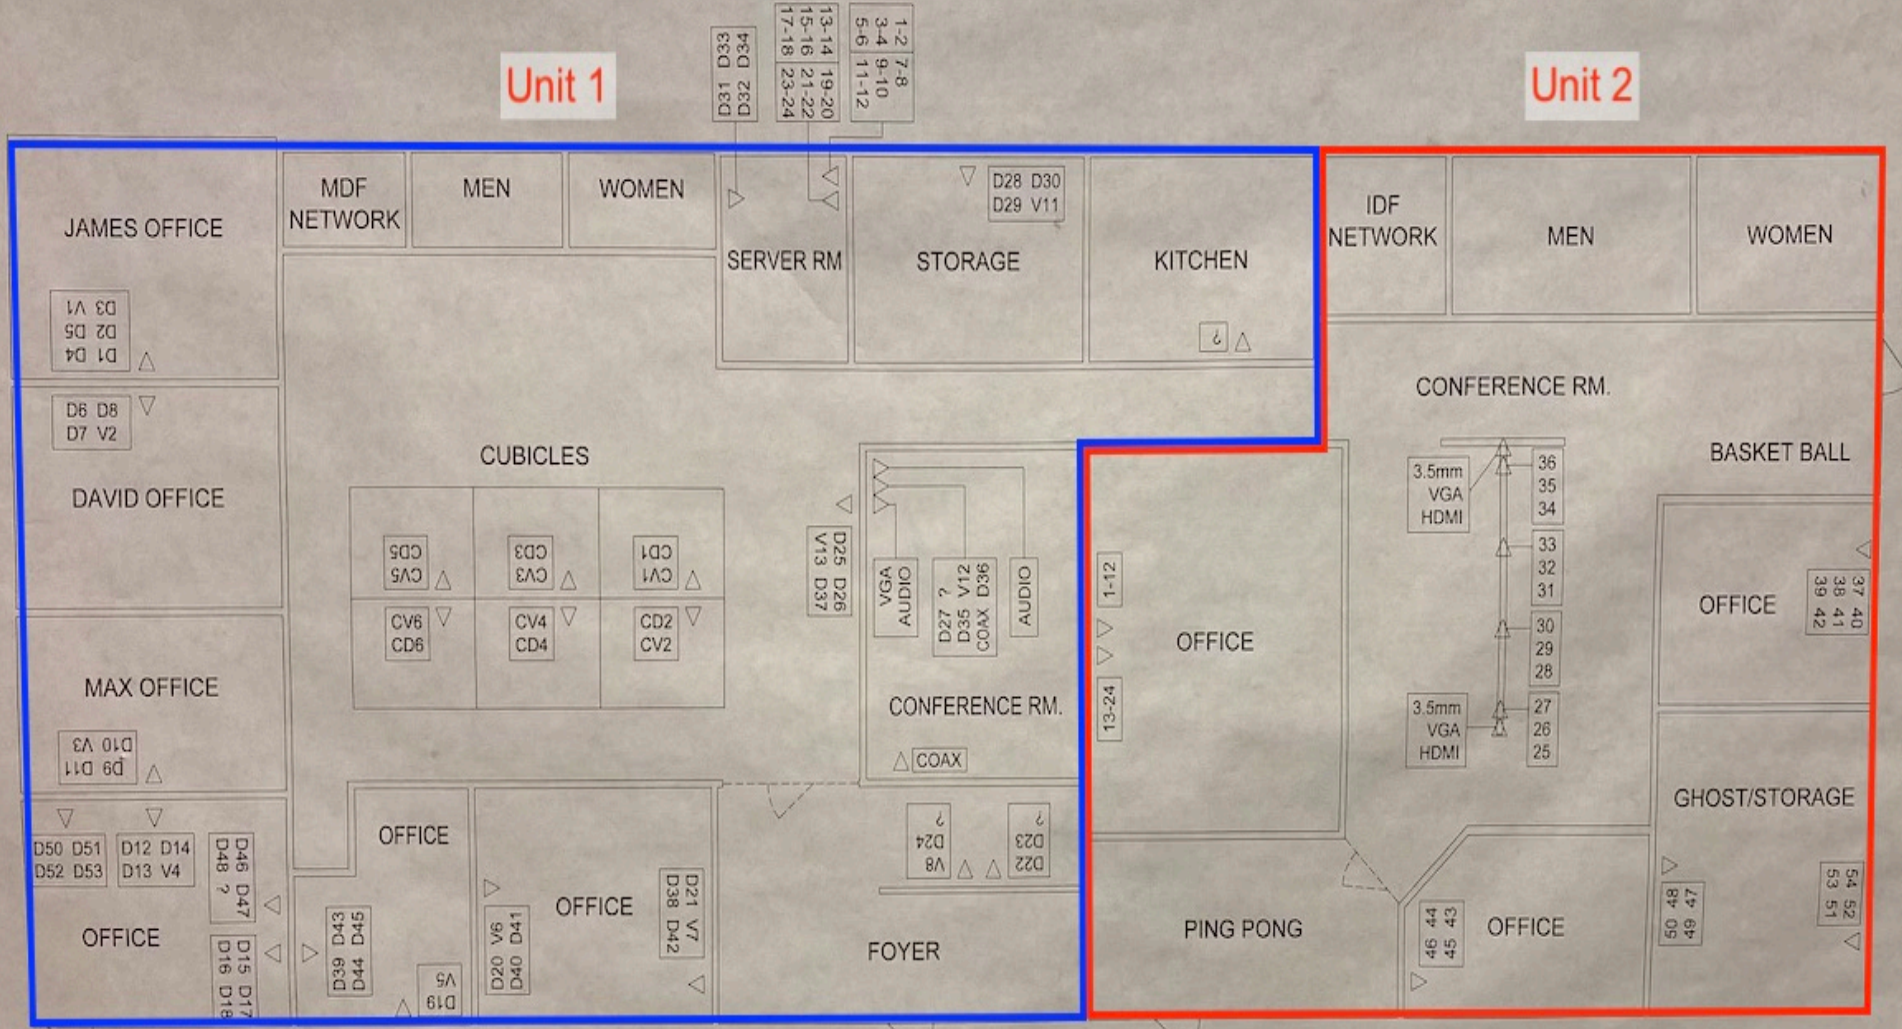 Unit 1
Unit 2
D33 D34
D31 D32
13-14 19-20
15-16 21-22
17-18 23-24
1-2 7-8
3-4 9-10
5-6 11-12
JAMES OFFICE
MDF
NETWORK
MEN
WOMEN
SERVER RM
STORAGE
D28 D30
D29 V11
KITCHEN
?
IDF
NETWORK
MEN
WOMEN
D1 D4
D2 D5
D3 V1
D6 D8
D7 V2
DAVID OFFICE
CUBICLES
CD5
CV5
CD3
CV3
CD1
CV1
CV6
CD6
CV4
CD4
CD2
CV2
D25 D26
V13 D37
VGA
AUDIO
D27 ?
D35 V12
COAX D36
AUDIO
CONFERENCE RM.
COAX
MAX OFFICE
D9 D11
D10 V3
D50 D51
D52 D53
D12 D14
D13 V4
D46 D47
D48 ?
D15 D17
D16 D18
OFFICE
OFFICE
D39 D43
D44 D45
D19
V5
D20 V6
D40 D41
OFFICE
D21 V7
D38 D42
V8
D24
?
D22
D23
?
FOYER
1-12
13-24
OFFICE
PING PONG
CONFERENCE RM.
3.5mm
VGA
HDMI
36
35
34
33
32
31
30
29
28
3.5mm
VGA
HDMI
27
26
25
BASKET BALL
OFFICE
37 40
38 41
39 42
GHOST/STORAGE
48 47
50 49
54 52
53 51
46 44
45 43
OFFICE